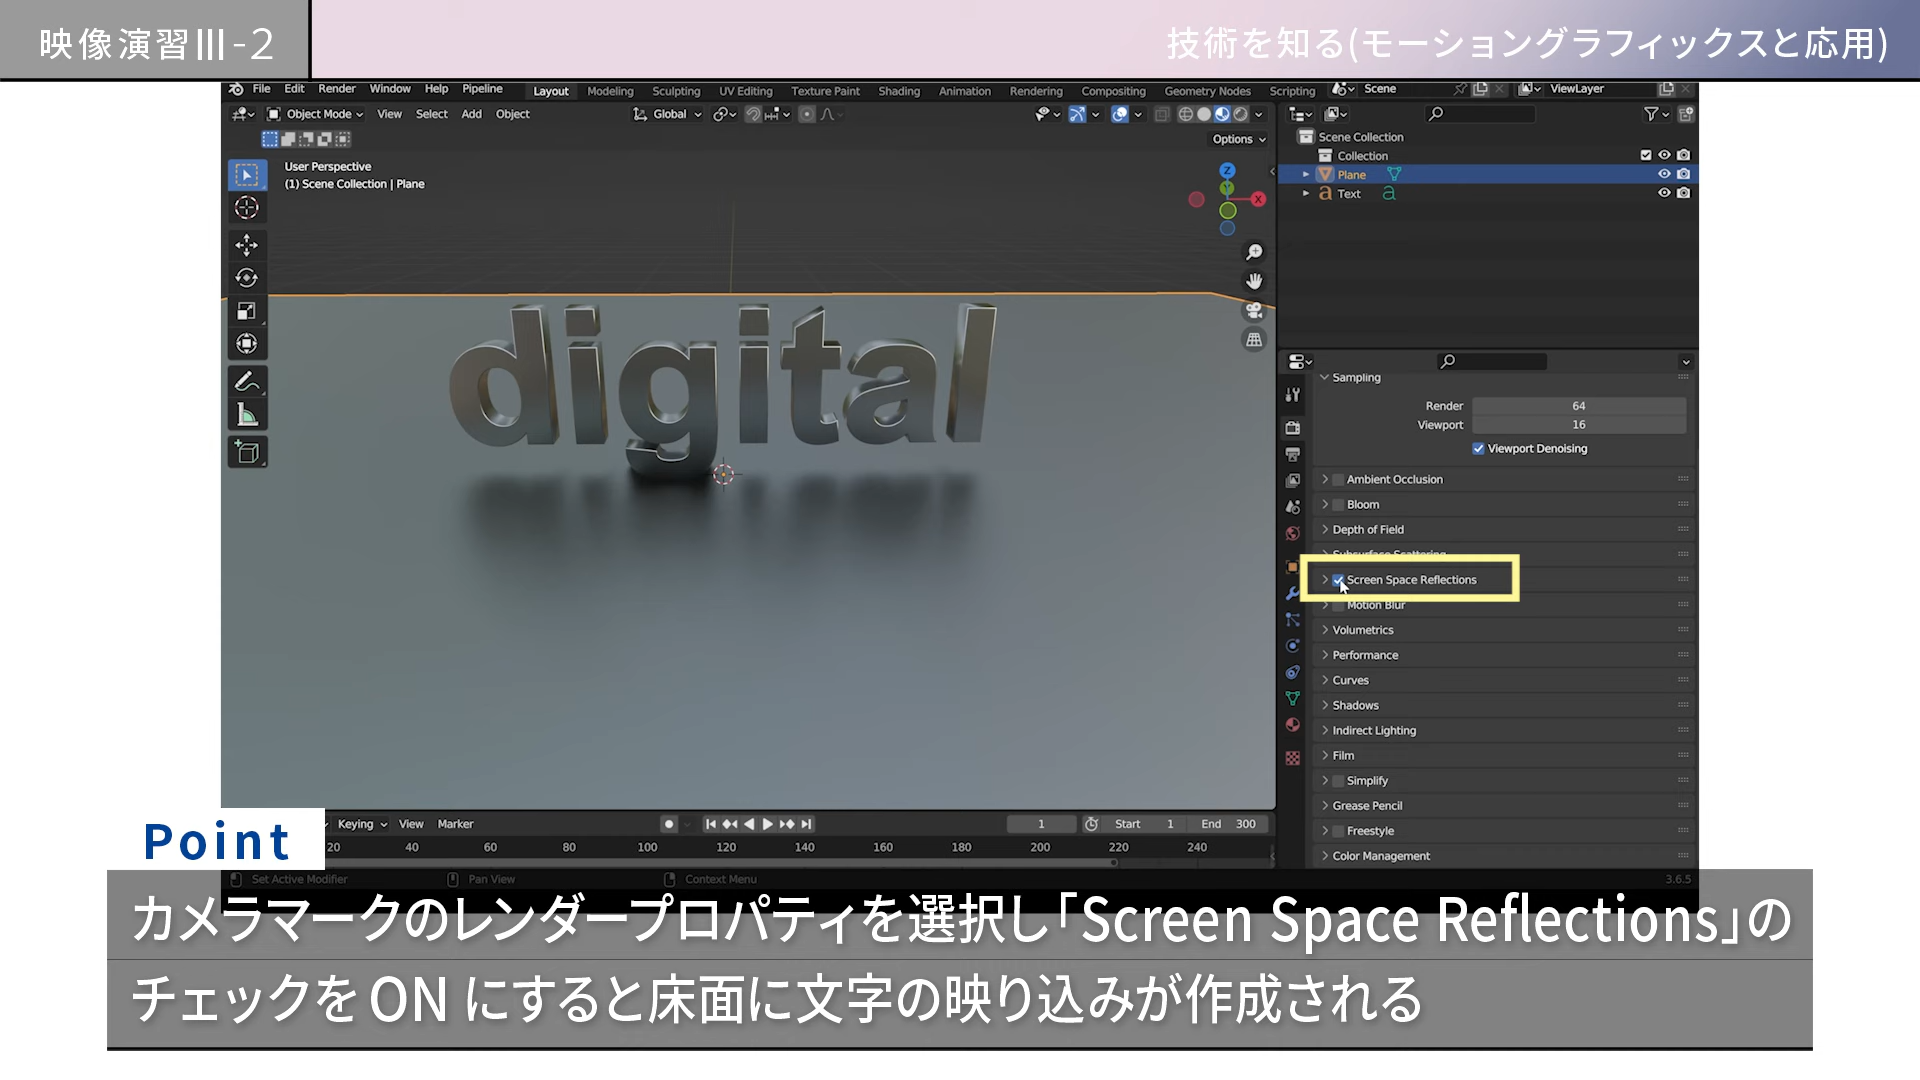 映像演習Ⅲ-2
技術を知る(モーショングラフィックスと応用)
File Edit Render Window Help Pipeline Layout Modeling Sculpting UV Editing Texture Paint Shading Animation Rendering Compositing Geometry Nodes Scripting Scene ViewLayer
Object Mode View Select Add Object Global
Options
User Perspective
(1) Scene Collection | Plane
Z
Y
X
digital
Scene Collection
Collection
Plane
Text
Sampling
Render 64
Viewport 16
Viewport Denoising
Ambient Occlusion
Bloom
Depth of Field
Subsurface Scattering
Screen Space Reflections
Motion Blur
Volumetrics
Performance
Curves
Shadows
Indirect Lighting
Film
Simplify
Grease Pencil
Freestyle
Color Management
Keying View Marker 1 Start 1 End 300
20 40 60 80 100 120 140 160 180 200 220 240
Set Active Modifier Pan View Context Menu 3.6.5
Point
カメラマークのレンダープロパティを選択し「Screen Space Reflections」の
チェックをONにすると床面に文字の映り込みが作成される